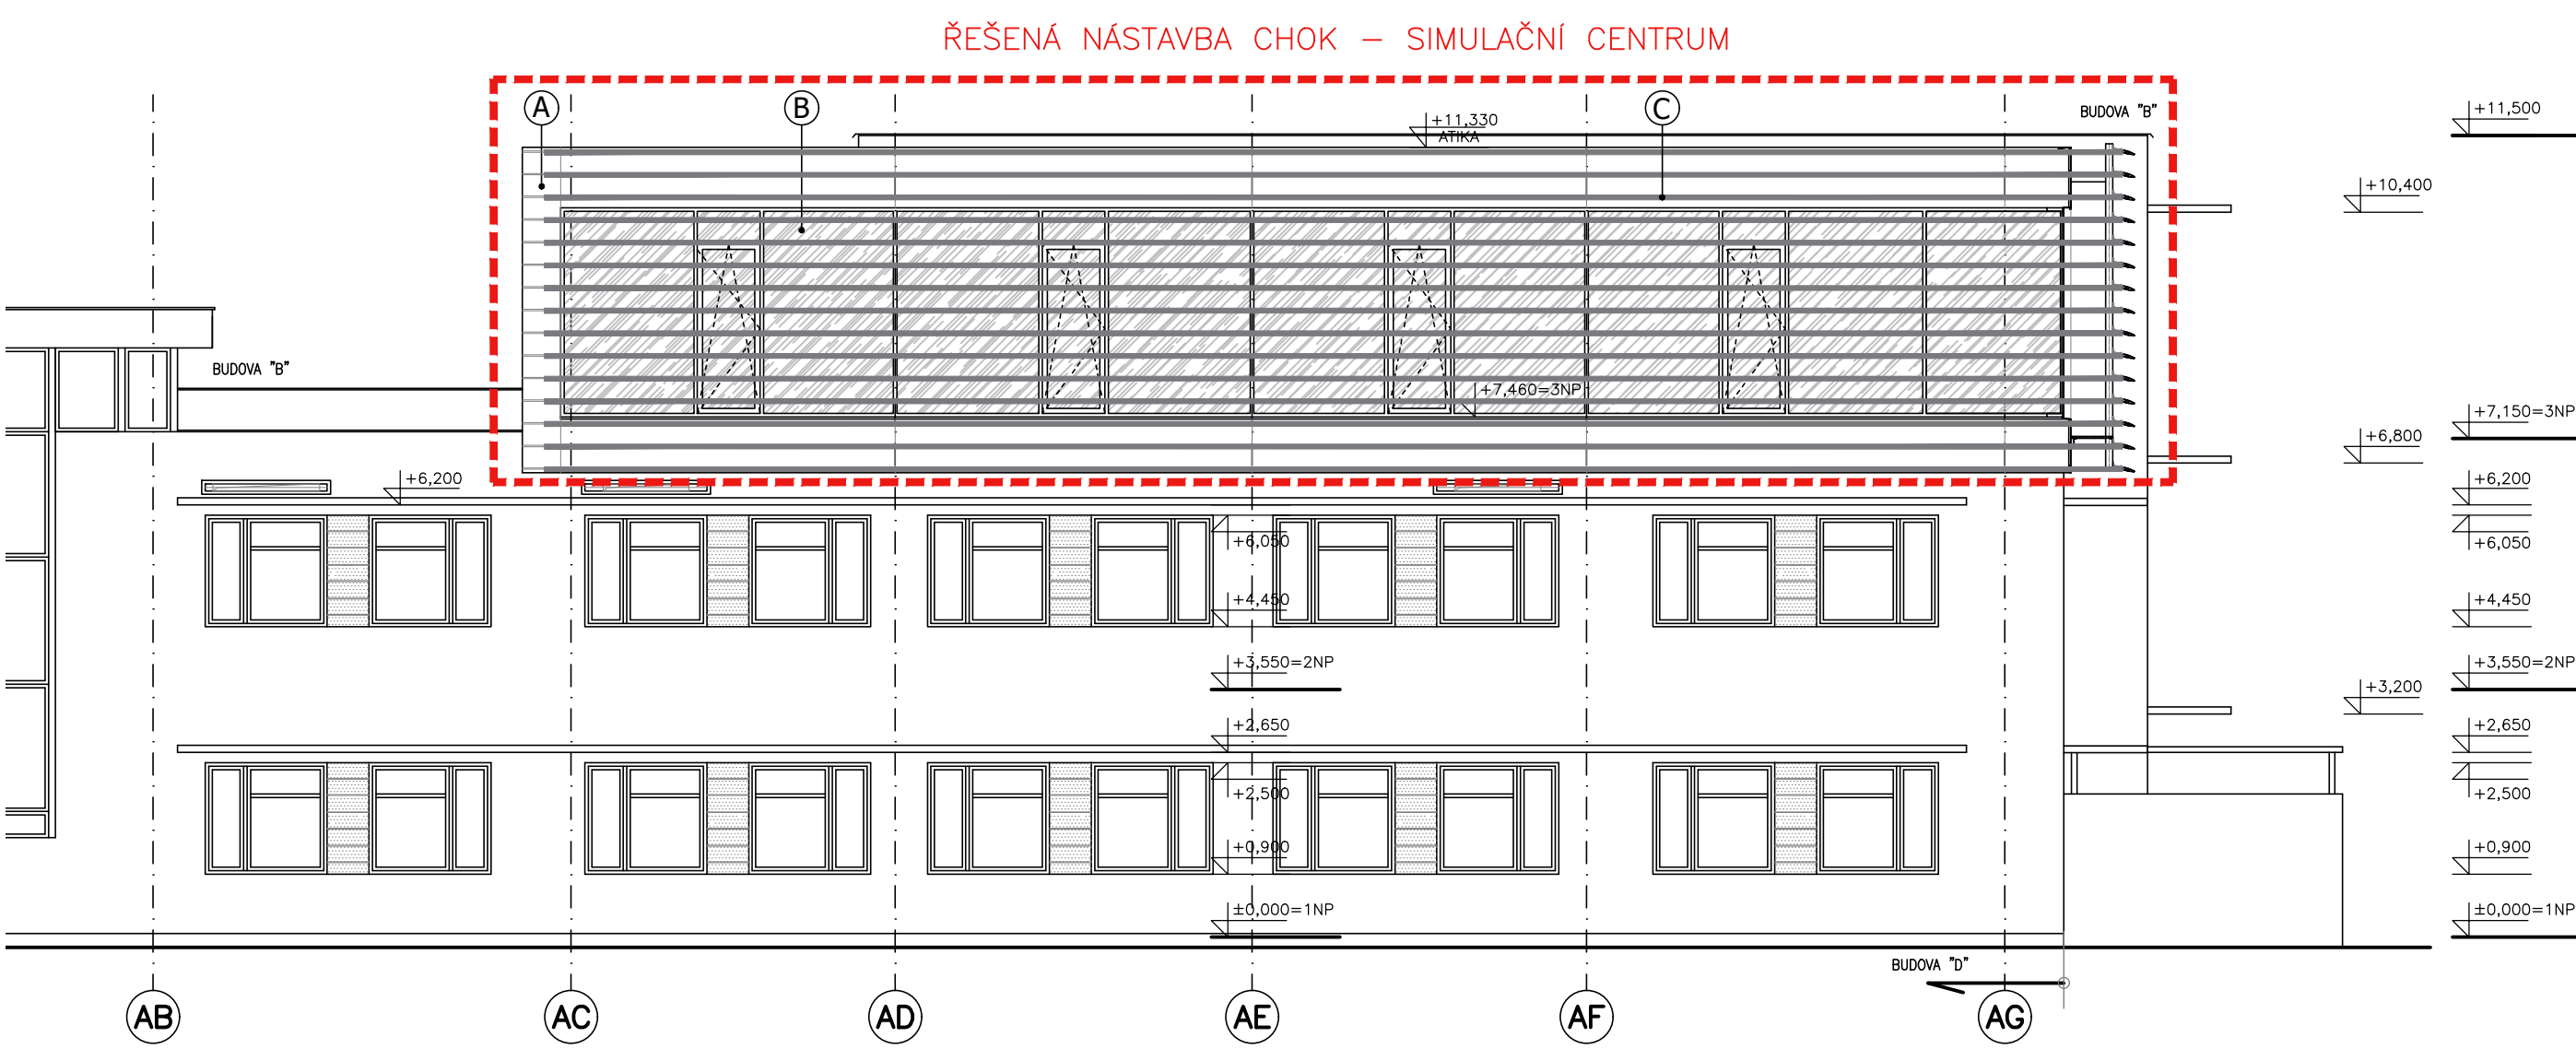 ŘEŠENÁ NÁSTAVBA CHOK – SIMULAČNÍ CENTRUM
A
B
C
BUDOVA "B"
+11,500
+11,330
ATIKA
+10,400
BUDOVA "B"
+7,460=3NP
+7,150=3NP
+6,800
+6,200
+6,200
+6,050
+6,050
+4,450
+4,450
+3,550=2NP
+3,550=2NP
+3,200
+2,650
+2,650
+2,500
+2,500
+0,900
+0,900
±0,000=1NP
±0,000=1NP
BUDOVA "D"
AB
AC
AD
AE
AF
AG